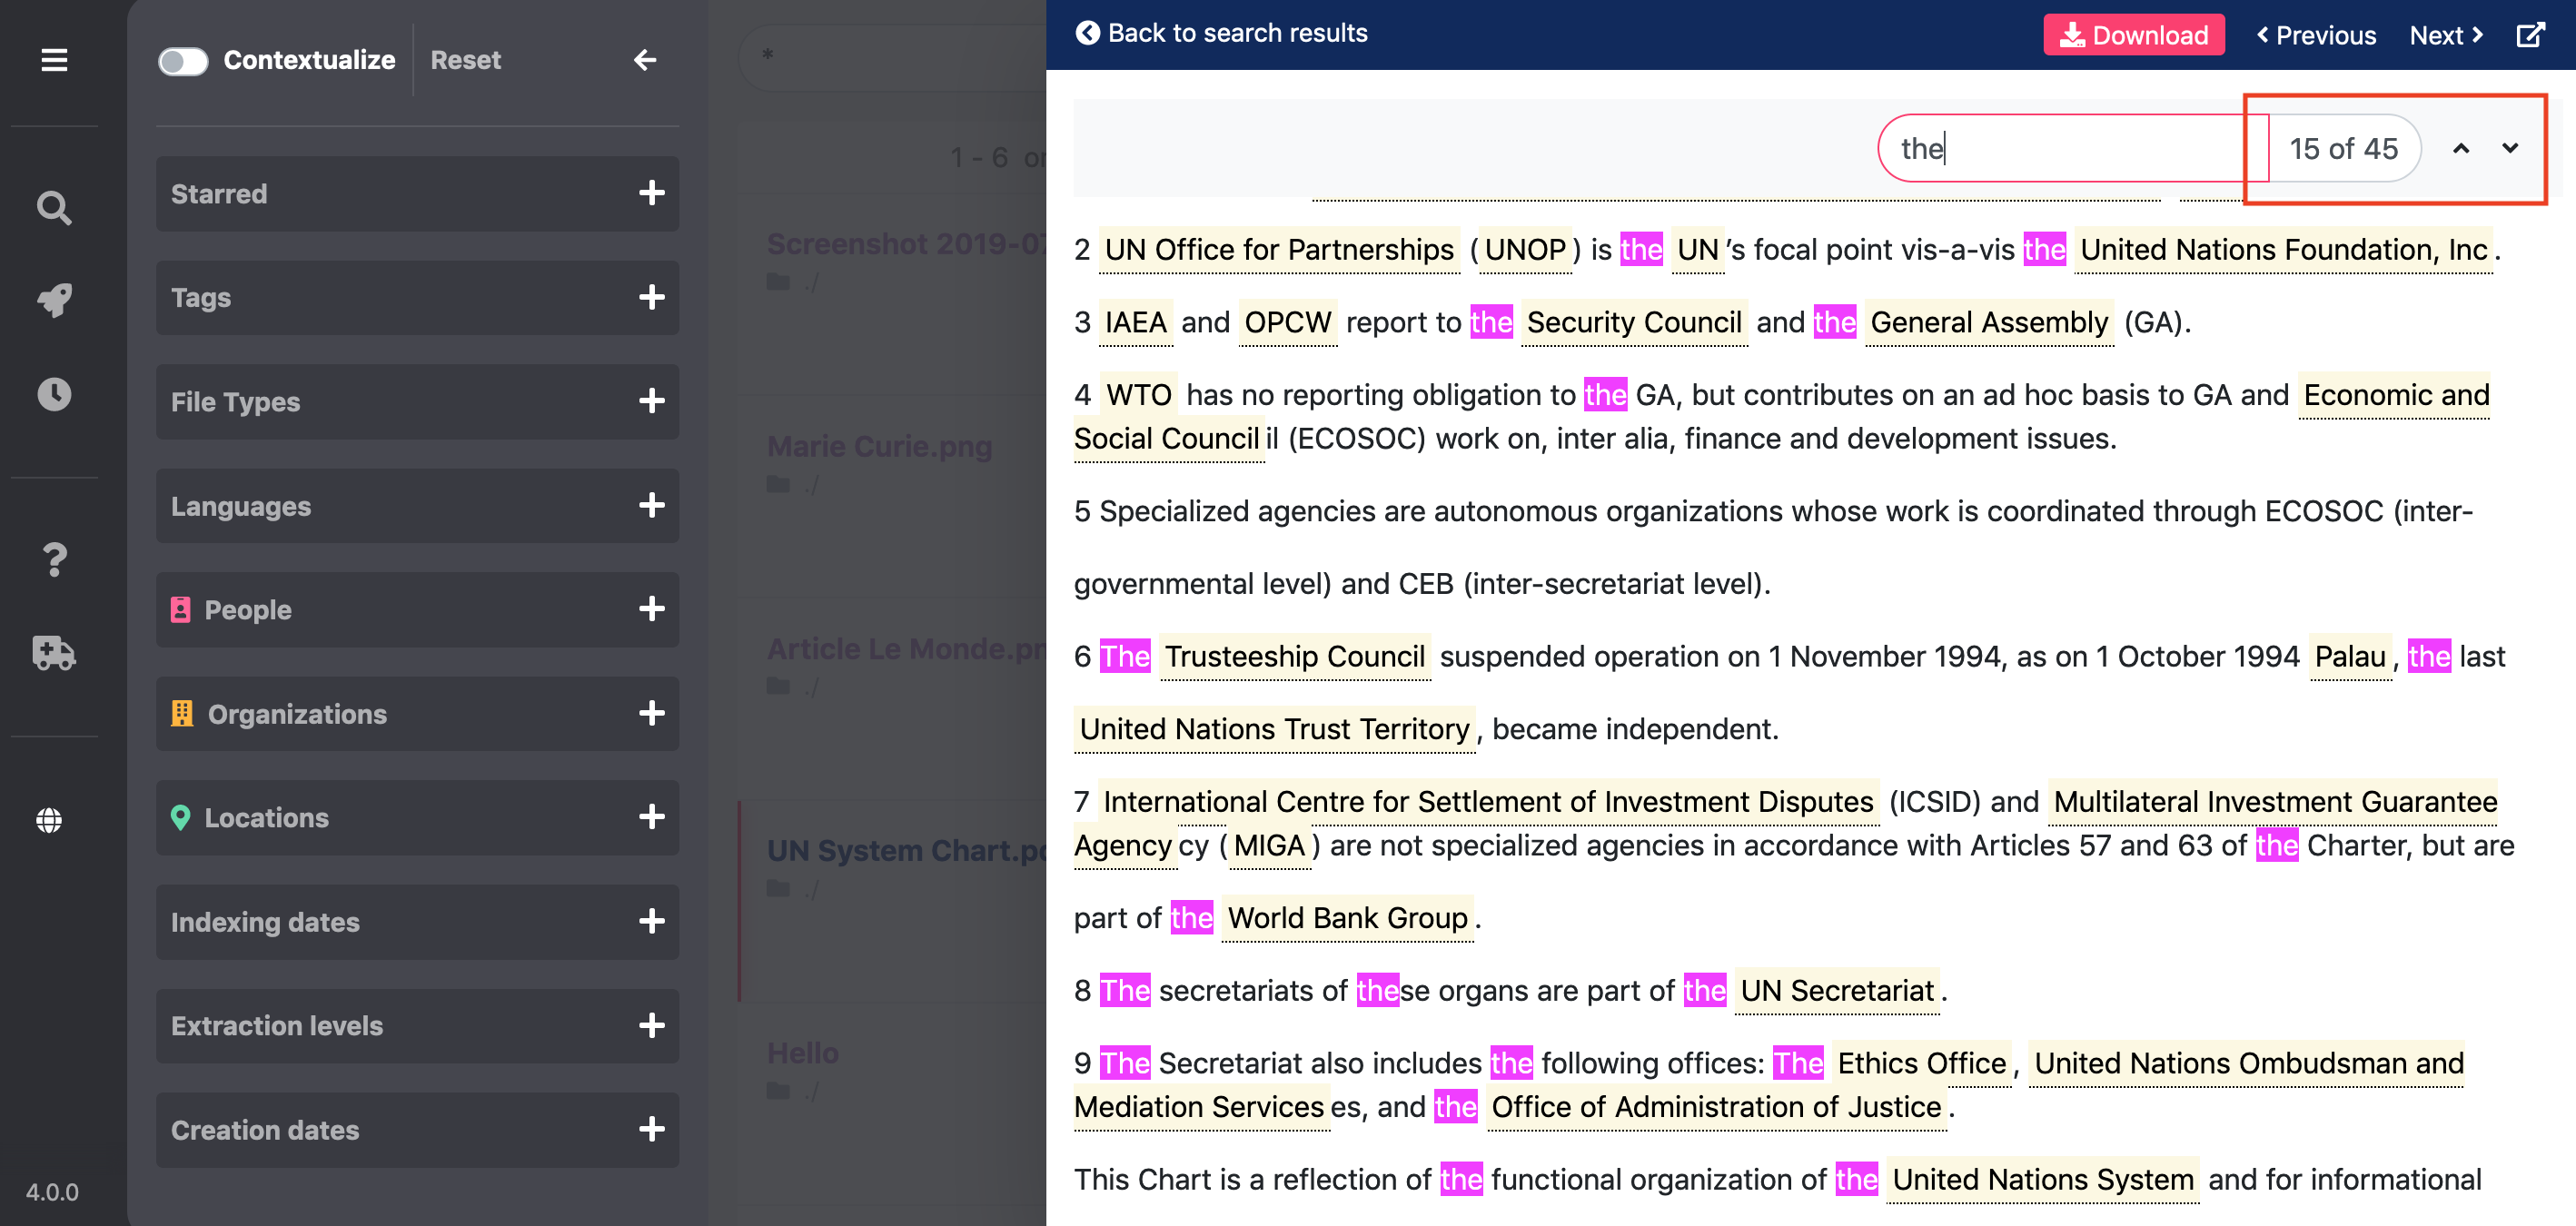 Contextualize
Reset
Starred
Tags
File Types
Languages
People
Organizations
Locations
Indexing dates
Extraction levels
Creation dates
4.0.0
*
1 - 6
Screenshot 2019-07
./
Marie Curie.png
./
Article Le Monde.pn
./
UN System Chart.pd
./
Hello
./
Back to search results
Download
Previous
Next
the
15 of 45
2 UN Office for Partnerships (UNOP) is the UN’s focal point vis-a-vis the United Nations Foundation, Inc.
3 IAEA and OPCW report to the Security Council and the General Assembly (GA).
4 WTO has no reporting obligation to the GA, but contributes on an ad hoc basis to GA and Economic and
Social Councilil (ECOSOC) work on, inter alia, finance and development issues.
5 Specialized agencies are autonomous organizations whose work is coordinated through ECOSOC (inter-
governmental level) and CEB (inter-secretariat level).
6 The Trusteeship Council suspended operation on 1 November 1994, as on 1 October 1994 Palau, the last
United Nations Trust Territory, became independent.
7 International Centre for Settlement of Investment Disputes (ICSID) and Multilateral Investment Guarantee
Agencycy (MIGA) are not specialized agencies in accordance with Articles 57 and 63 of the Charter, but are
part of the World Bank Group.
8 The secretariats of these organs are part of the UN Secretariat.
9 The Secretariat also includes the following offices: The Ethics Office, United Nations Ombudsman and
Mediation Serviceses, and the Office of Administration of Justice.
This Chart is a reflection of the functional organization of the United Nations System and for informational